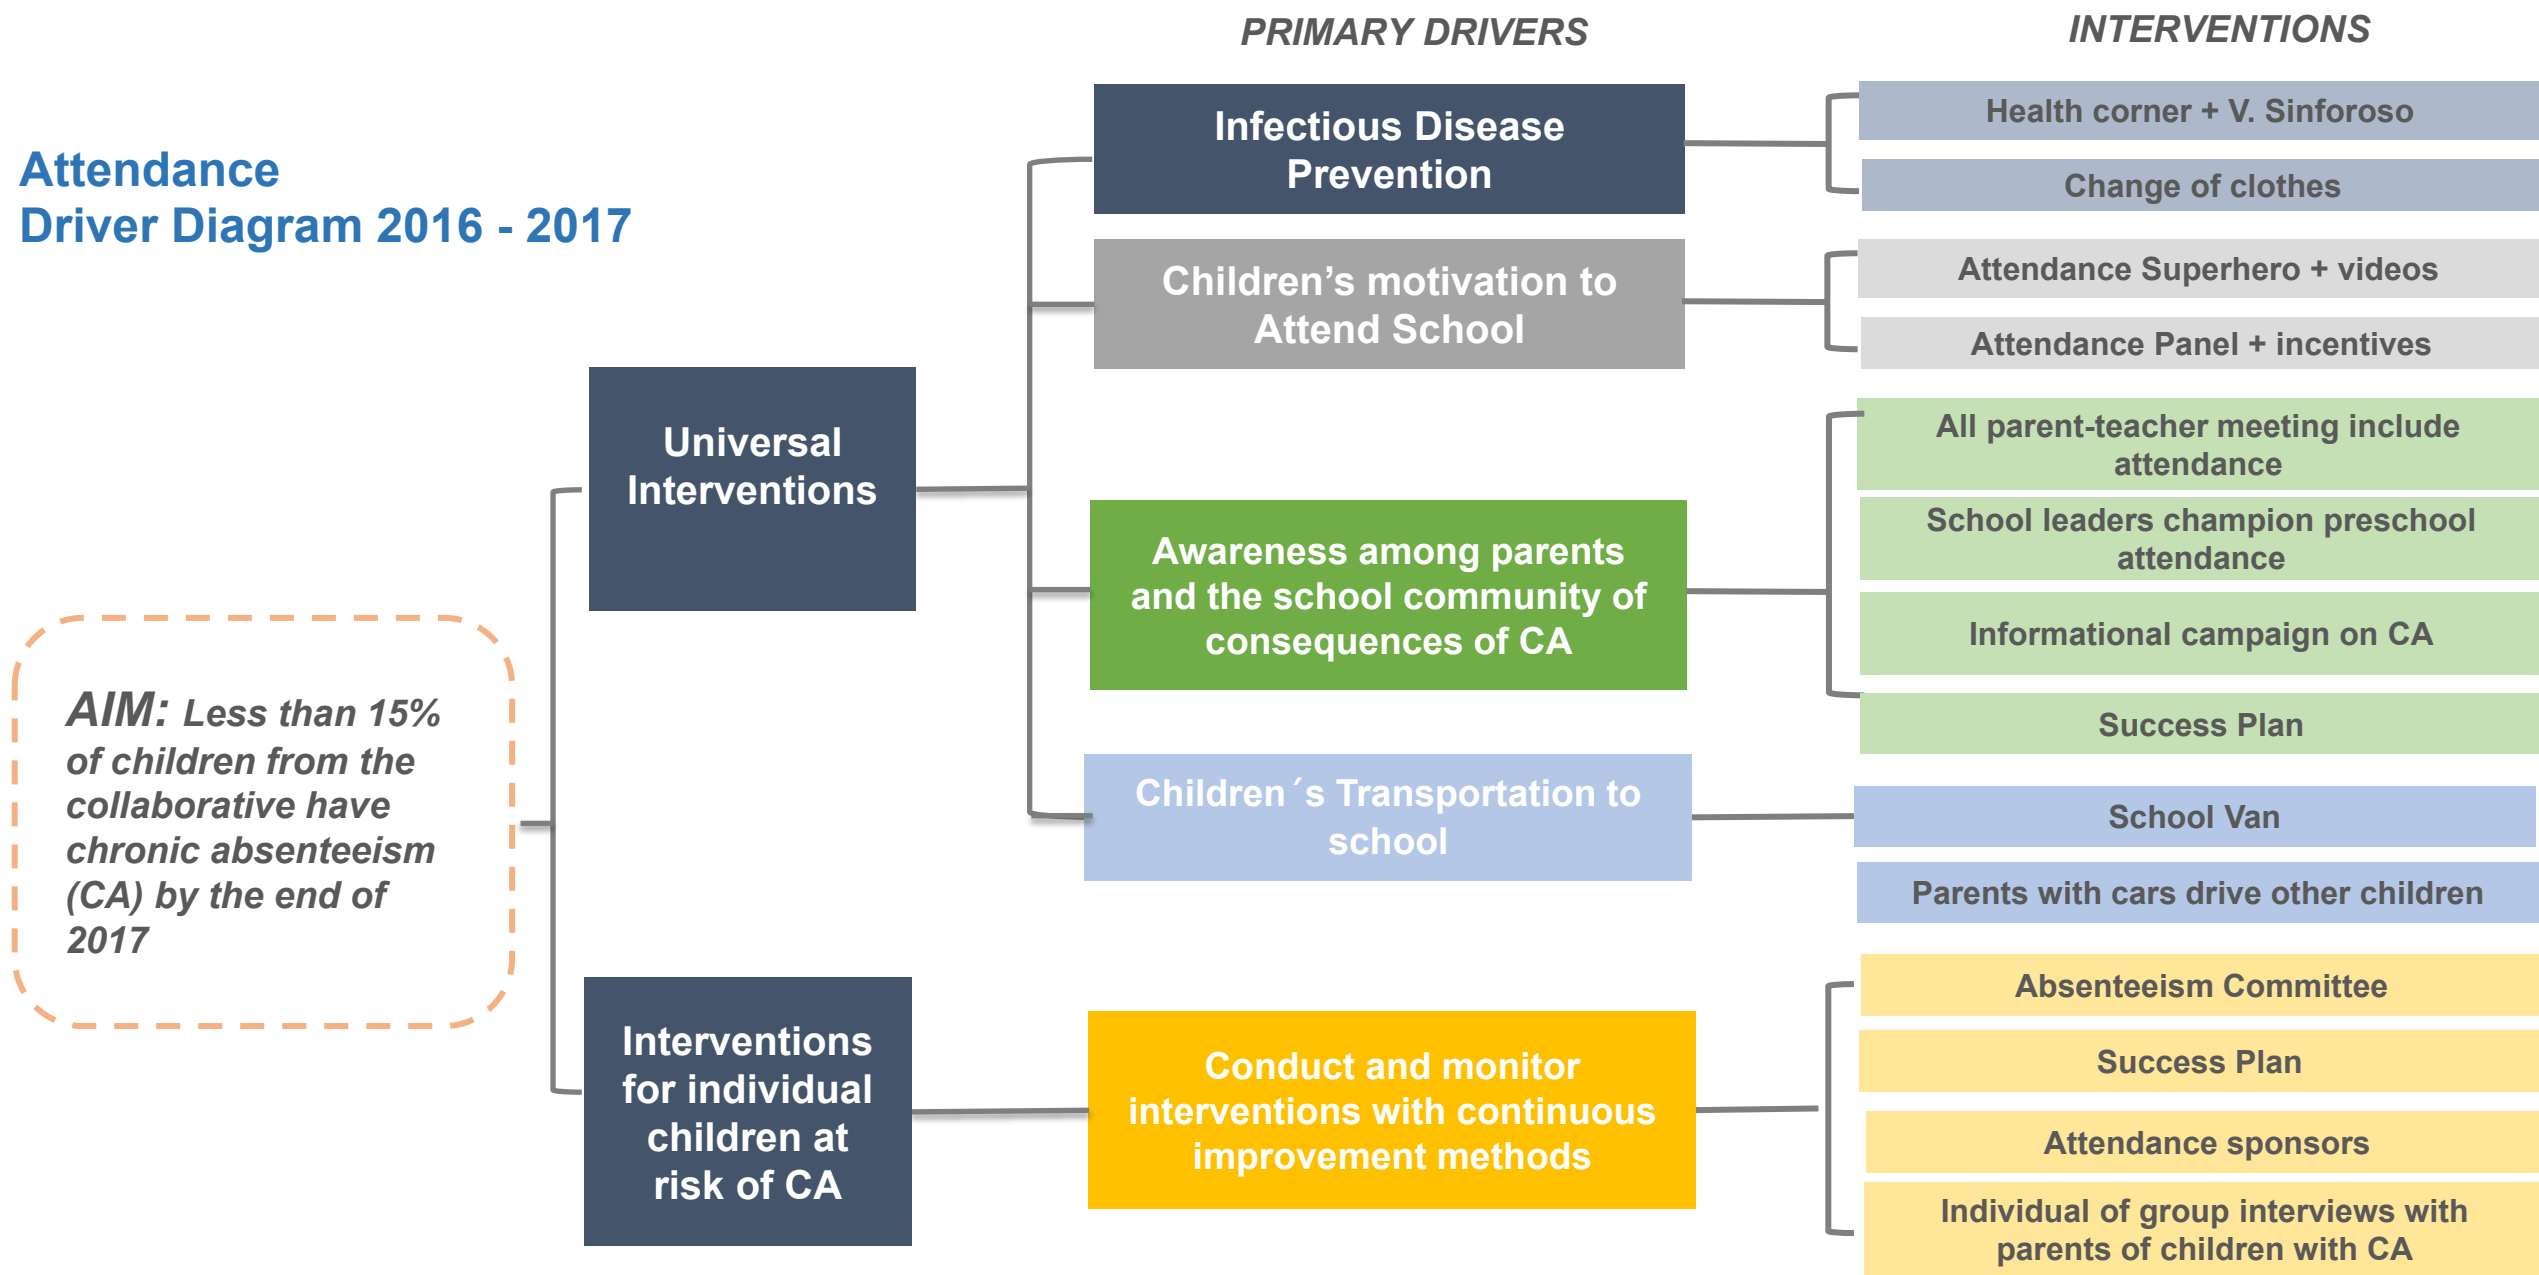 PRIMARY DRIVERS
INTERVENTIONS
Attendance
Driver Diagram 2016 - 2017
AIM: Less than 15%
of children from the
collaborative have
chronic absenteeism
(CA) by the end of
2017
Universal
Interventions
Interventions
for individual
children at
risk of CA
Infectious Disease
Prevention
Children’s motivation to
Attend School
Awareness among parents
and the school community of
consequences of CA
Children´s Transportation to
school
Conduct and monitor
interventions with continuous
improvement methods
Health corner + V. Sinforoso
Change of clothes
Attendance Superhero + videos
Attendance Panel + incentives
All parent-teacher meeting include
attendance
School leaders champion preschool
attendance
Informational campaign on CA
Success Plan
School Van
Parents with cars drive other children
Absenteeism Committee
Success Plan
Attendance sponsors
Individual of group interviews with
parents of children with CA